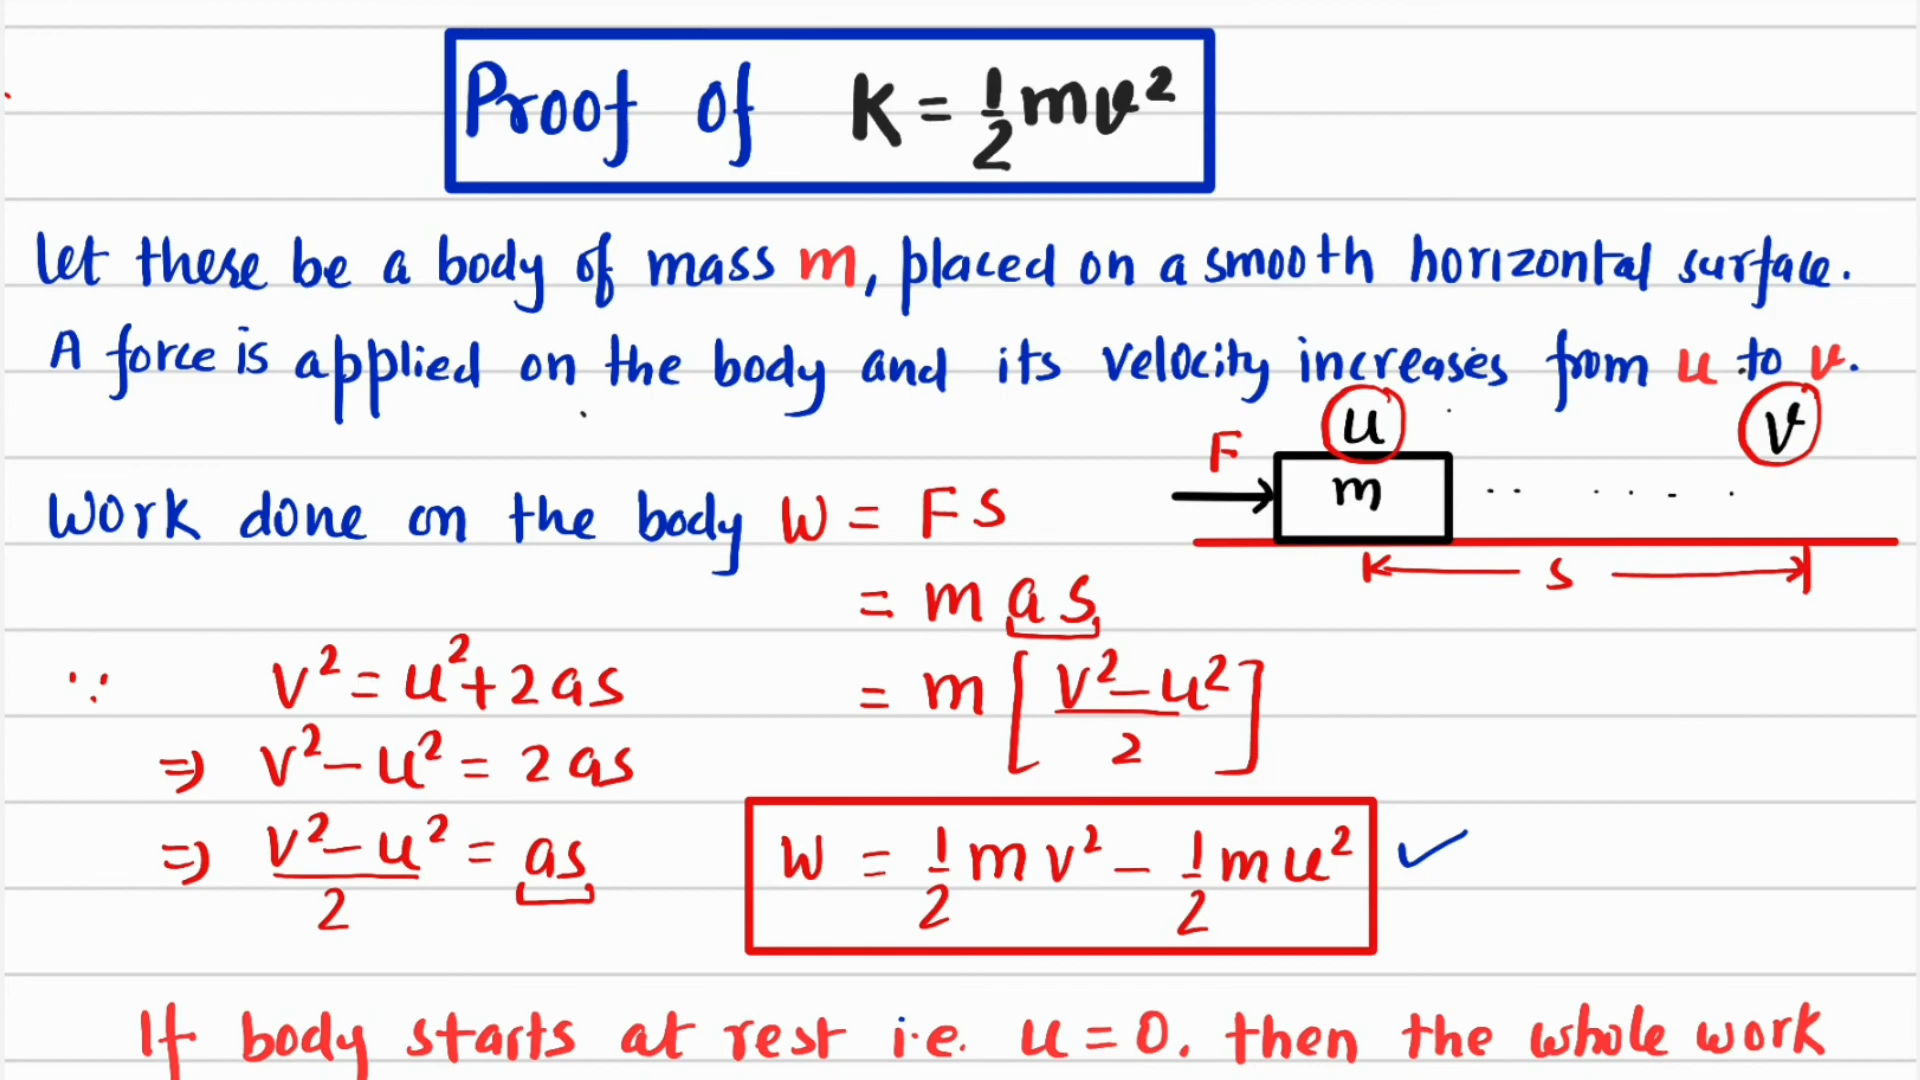 Proof of K = ½mv²
let there be a body of mass m, placed on a smooth horizontal surface.
A force is applied on the body and its velocity increases from u to v.
F
u
m
v
s
Work done on the body W = FS
= mas
∵ v² = u² + 2as
= m[(v² – u²)/2]
⇒ v² – u² = 2as
⇒ (v² – u²)/2 = as
W = ½mv² – ½mu² ✓
If body starts at rest i.e. u = 0. then the whole work